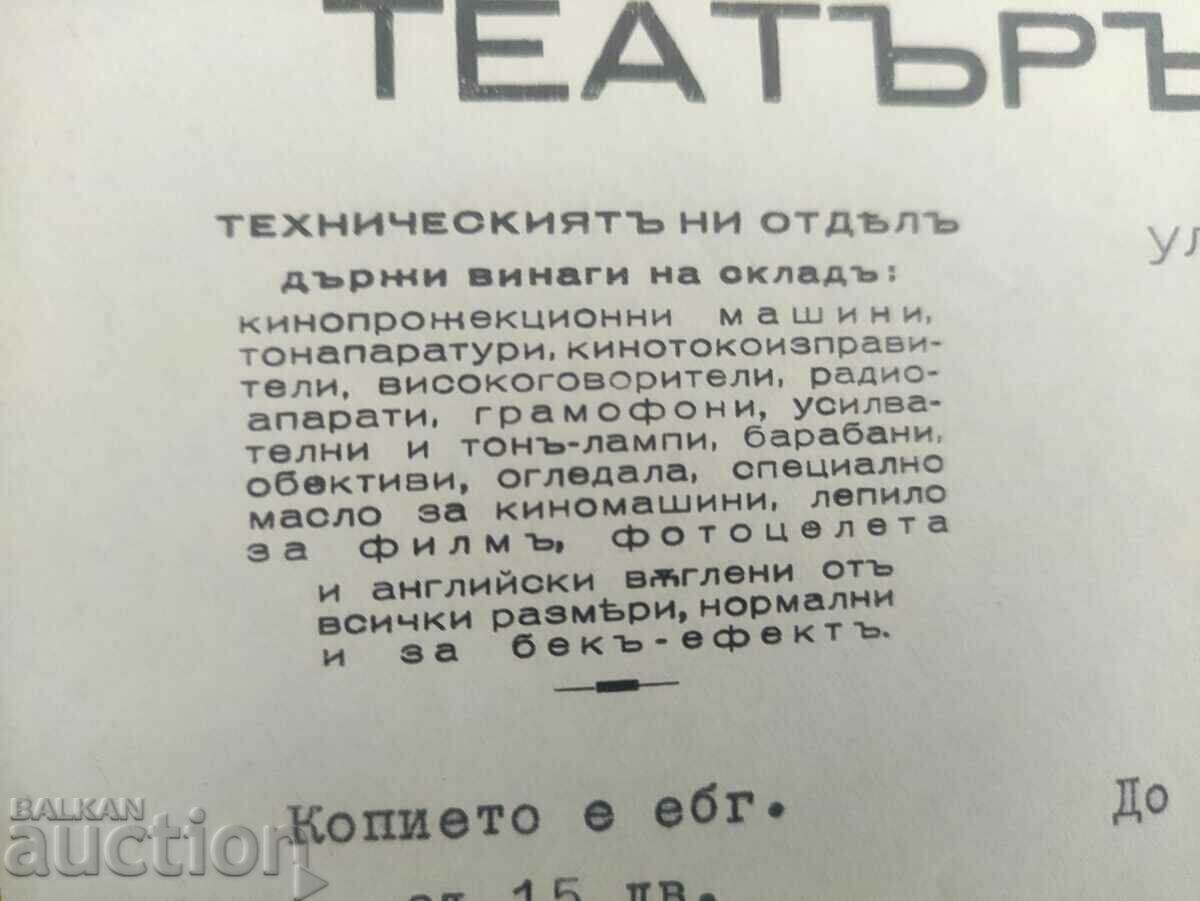 ТЕАТЪРЪ
ТЕХНИЧЕСКИЯТЪ НИ ОТДѢЛЪ
ул
държи винаги на складъ:
кинопрожекционни машини,
тонапаратури, кинотокоизправи-
тели, високоговорители, радио-
апарати, грамофони, усилва-
телни и тонъ-лампи, барабани,
обективи, огледала, специално
масло за киномашини, лепило
за филмъ, фотоцелета
и английски вѫглени отъ
всички размѣри, нормални
и за бекъ-ефектъ.
Копието е ебг.
До
15 лв.
BALKAN
auction